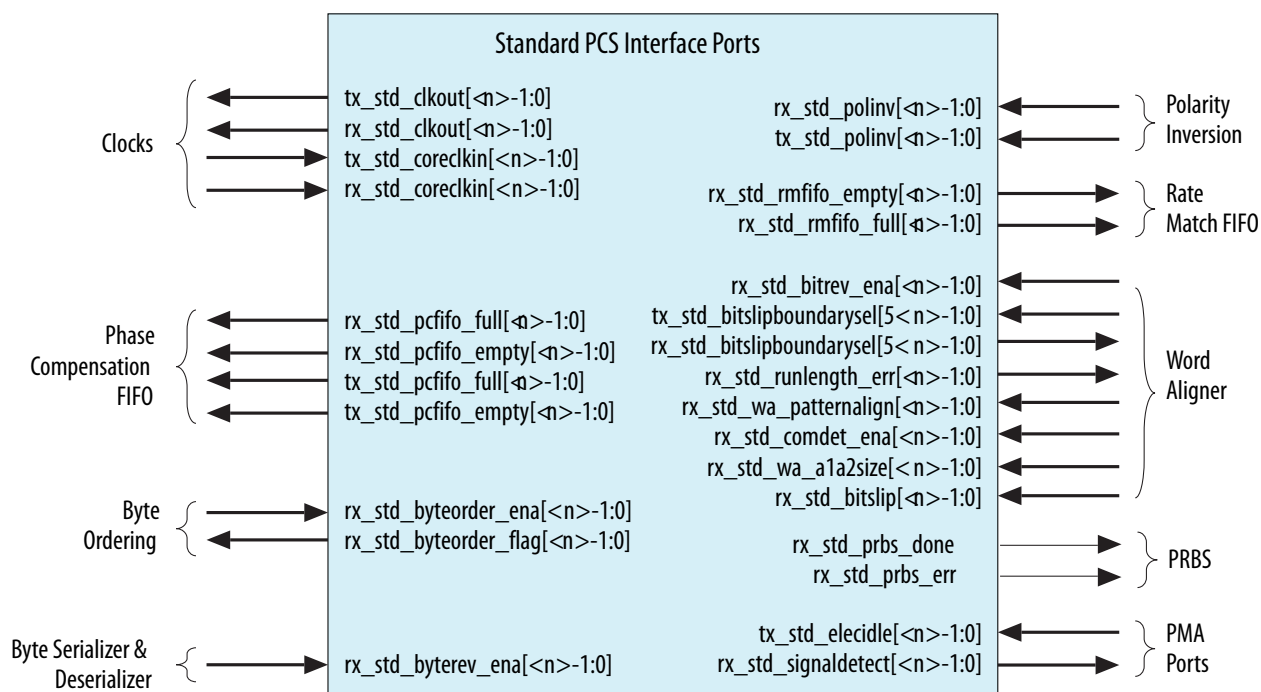 Standard PCS Interface Ports
Clocks
tx_std_clkout[<n>-1:0]
rx_std_clkout[<n>-1:0]
tx_std_coreclkin[<n>-1:0]
rx_std_coreclkin[<n>-1:0]
Phase
Compensation
FIFO
rx_std_pcfifo_full[<n>-1:0]
rx_std_pcfifo_empty[<n>-1:0]
tx_std_pcfifo_full[<n>-1:0]
tx_std_pcfifo_empty[<n>-1:0]
Byte
Ordering
rx_std_byteorder_ena[<n>-1:0]
rx_std_byteorder_flag[<n>-1:0]
Byte Serializer &
Deserializer
rx_std_byterev_ena[<n>-1:0]
rx_std_polinv[<n>-1:0]
tx_std_polinv[<n>-1:0]
Polarity
Inversion
rx_std_rmfifo_empty[<n>-1:0]
rx_std_rmfifo_full[<n>-1:0]
Rate
Match FIFO
rx_std_bitrev_ena[<n>-1:0]
tx_std_bitslipboundarysel[5<n>-1:0]
rx_std_bitslipboundarysel[5<n>-1:0]
rx_std_runlength_err[<n>-1:0]
rx_std_wa_patternalign[<n>-1:0]
rx_std_comdet_ena[<n>-1:0]
rx_std_wa_a1a2size[<n>-1:0]
rx_std_bitslip[<n>-1:0]
Word
Aligner
rx_std_prbs_done
rx_std_prbs_err
PRBS
tx_std_elecidle[<n>-1:0]
rx_std_signaldetect[<n>-1:0]
PMA
Ports